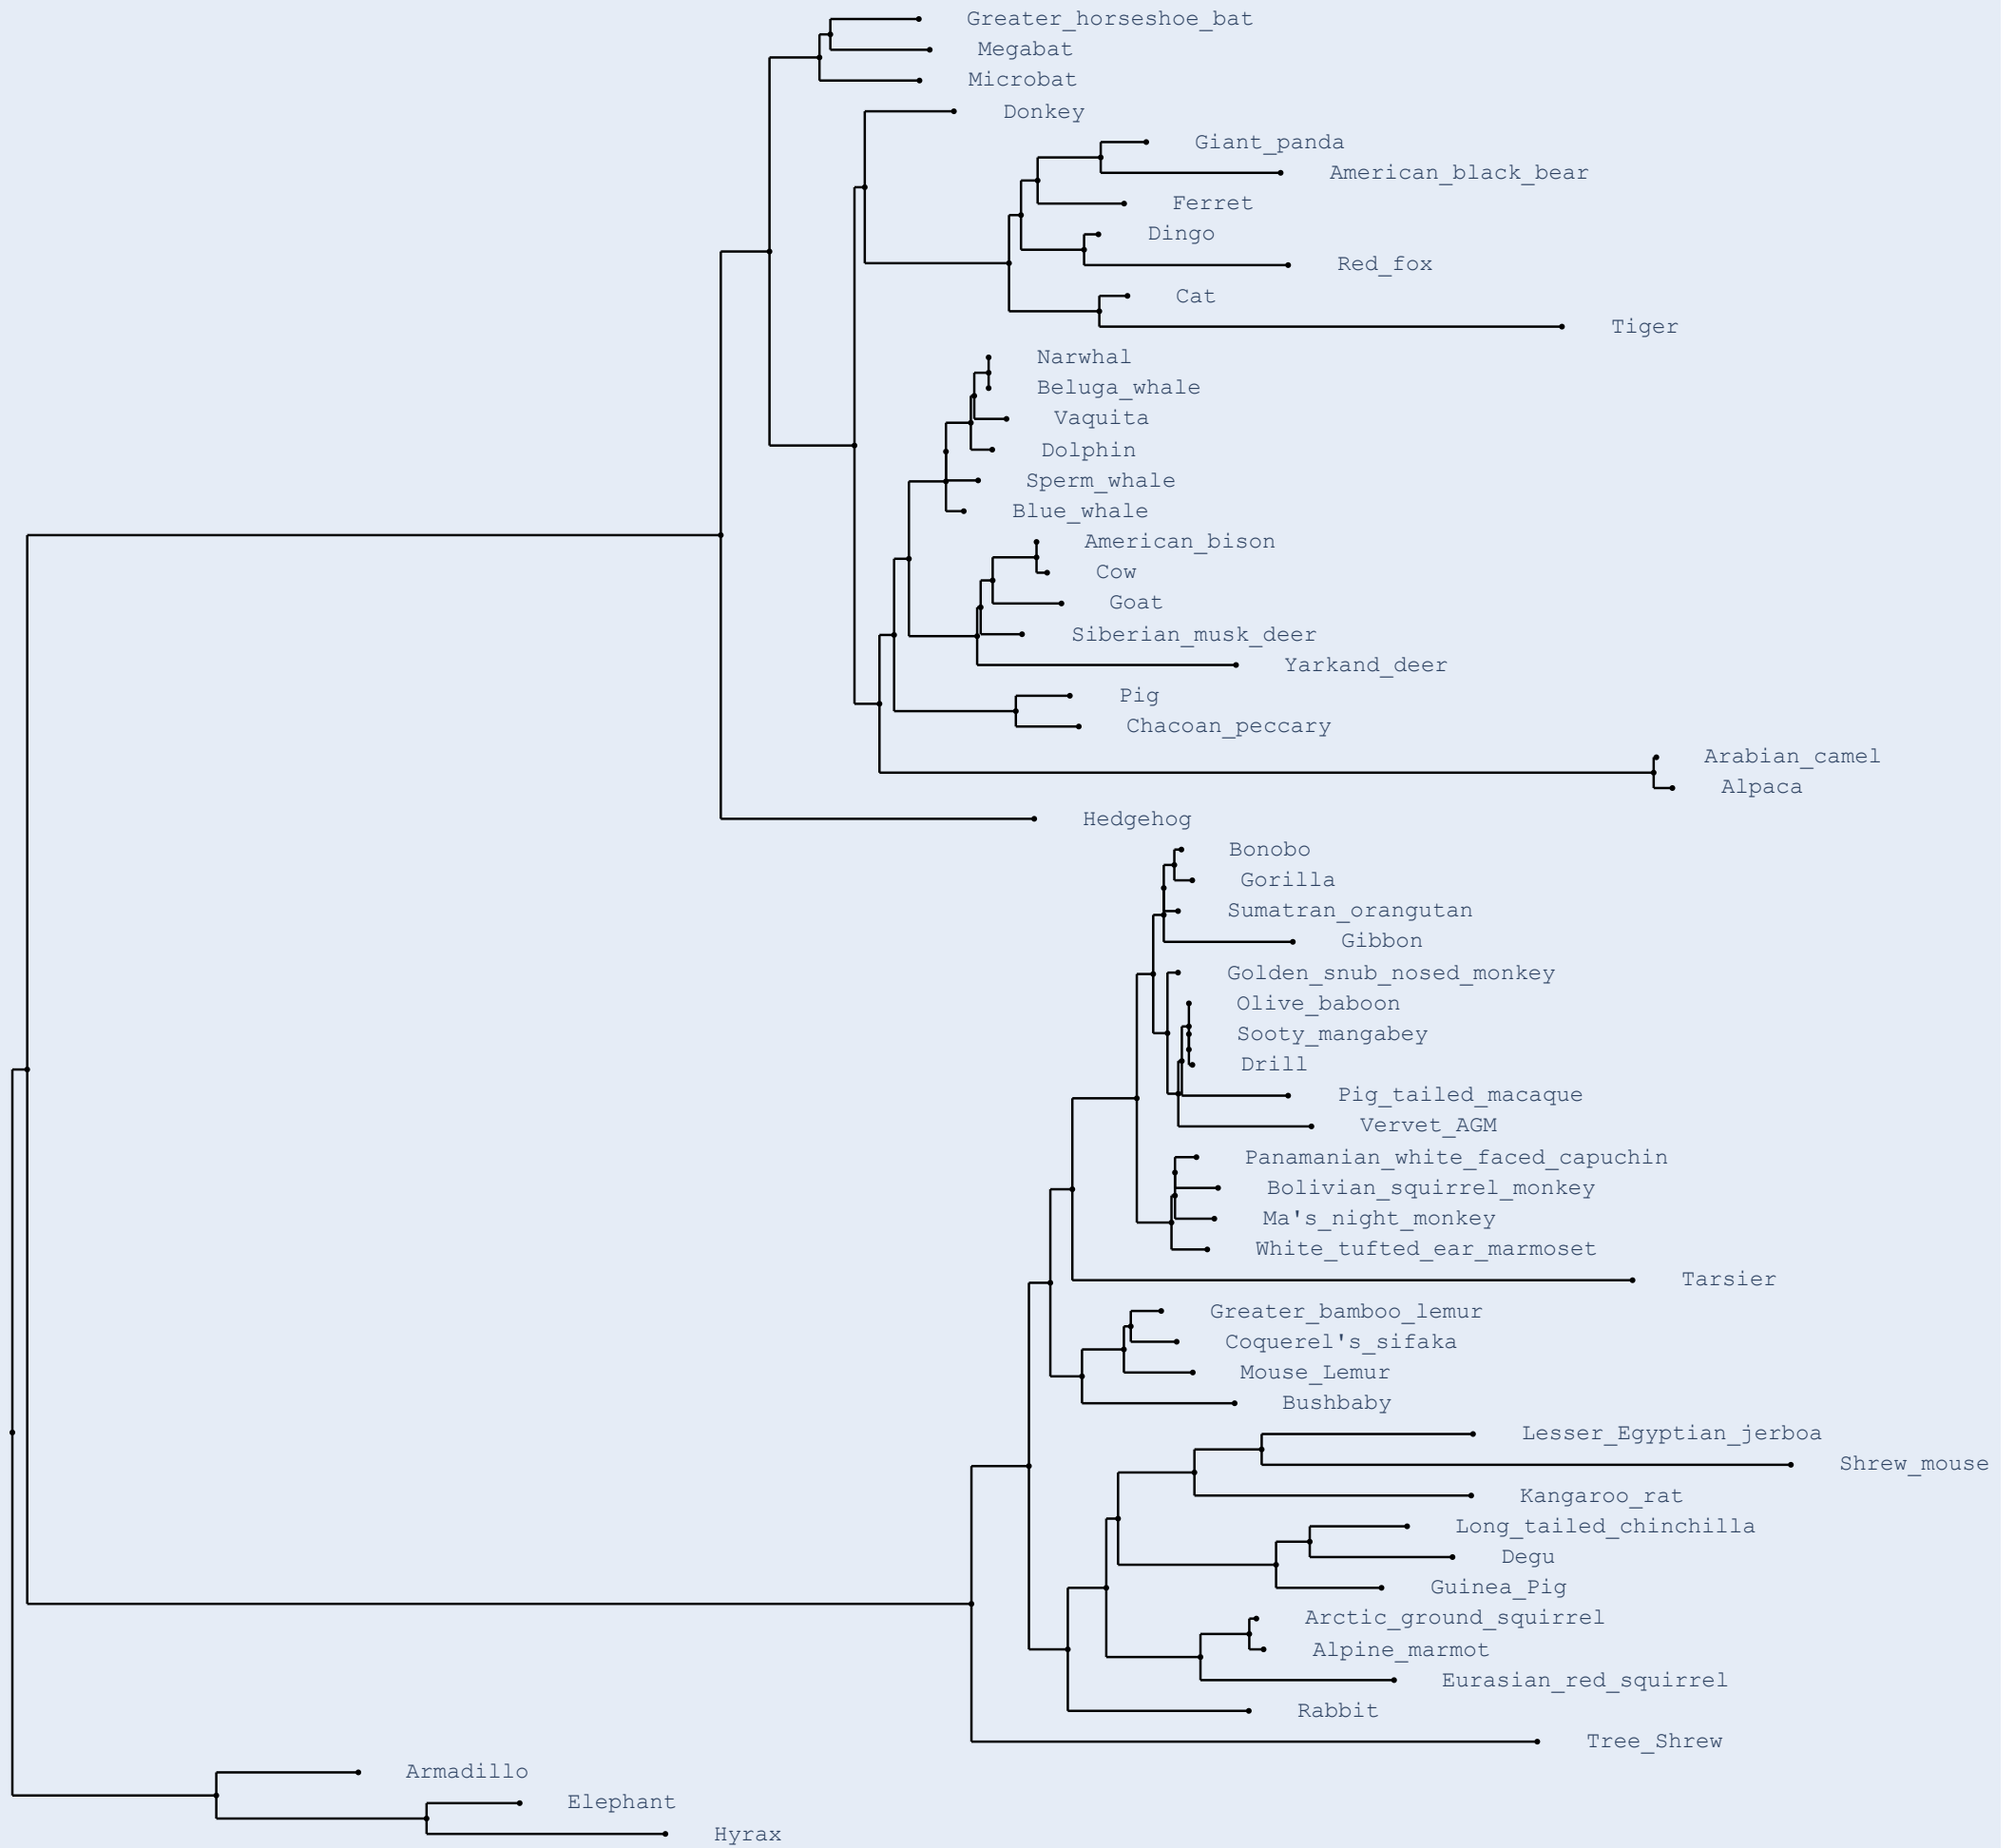 Greater_horseshoe_bat
Megabat
Microbat
Donkey
Giant_panda
American_black_bear
Ferret
Dingo
Red_fox
Cat
Tiger
Narwhal
Beluga_whale
Vaquita
Dolphin
Sperm_whale
Blue_whale
American_bison
Cow
Goat
Siberian_musk_deer
Yarkand_deer
Pig
Chacoan_peccary
Arabian_camel
Alpaca
Hedgehog
Bonobo
Gorilla
Sumatran_orangutan
Gibbon
Golden_snub_nosed_monkey
Olive_baboon
Sooty_mangabey
Drill
Pig_tailed_macaque
Vervet_AGM
Panamanian_white_faced_capuchin
Bolivian_squirrel_monkey
Ma's_night_monkey
White_tufted_ear_marmoset
Tarsier
Greater_bamboo_lemur
Coquerel's_sifaka
Mouse_Lemur
Bushbaby
Lesser_Egyptian_jerboa
Shrew_mouse
Kangaroo_rat
Long_tailed_chinchilla
Degu
Guinea_Pig
Arctic_ground_squirrel
Alpine_marmot
Eurasian_red_squirrel
Rabbit
Tree_Shrew
Armadillo
Elephant
Hyrax